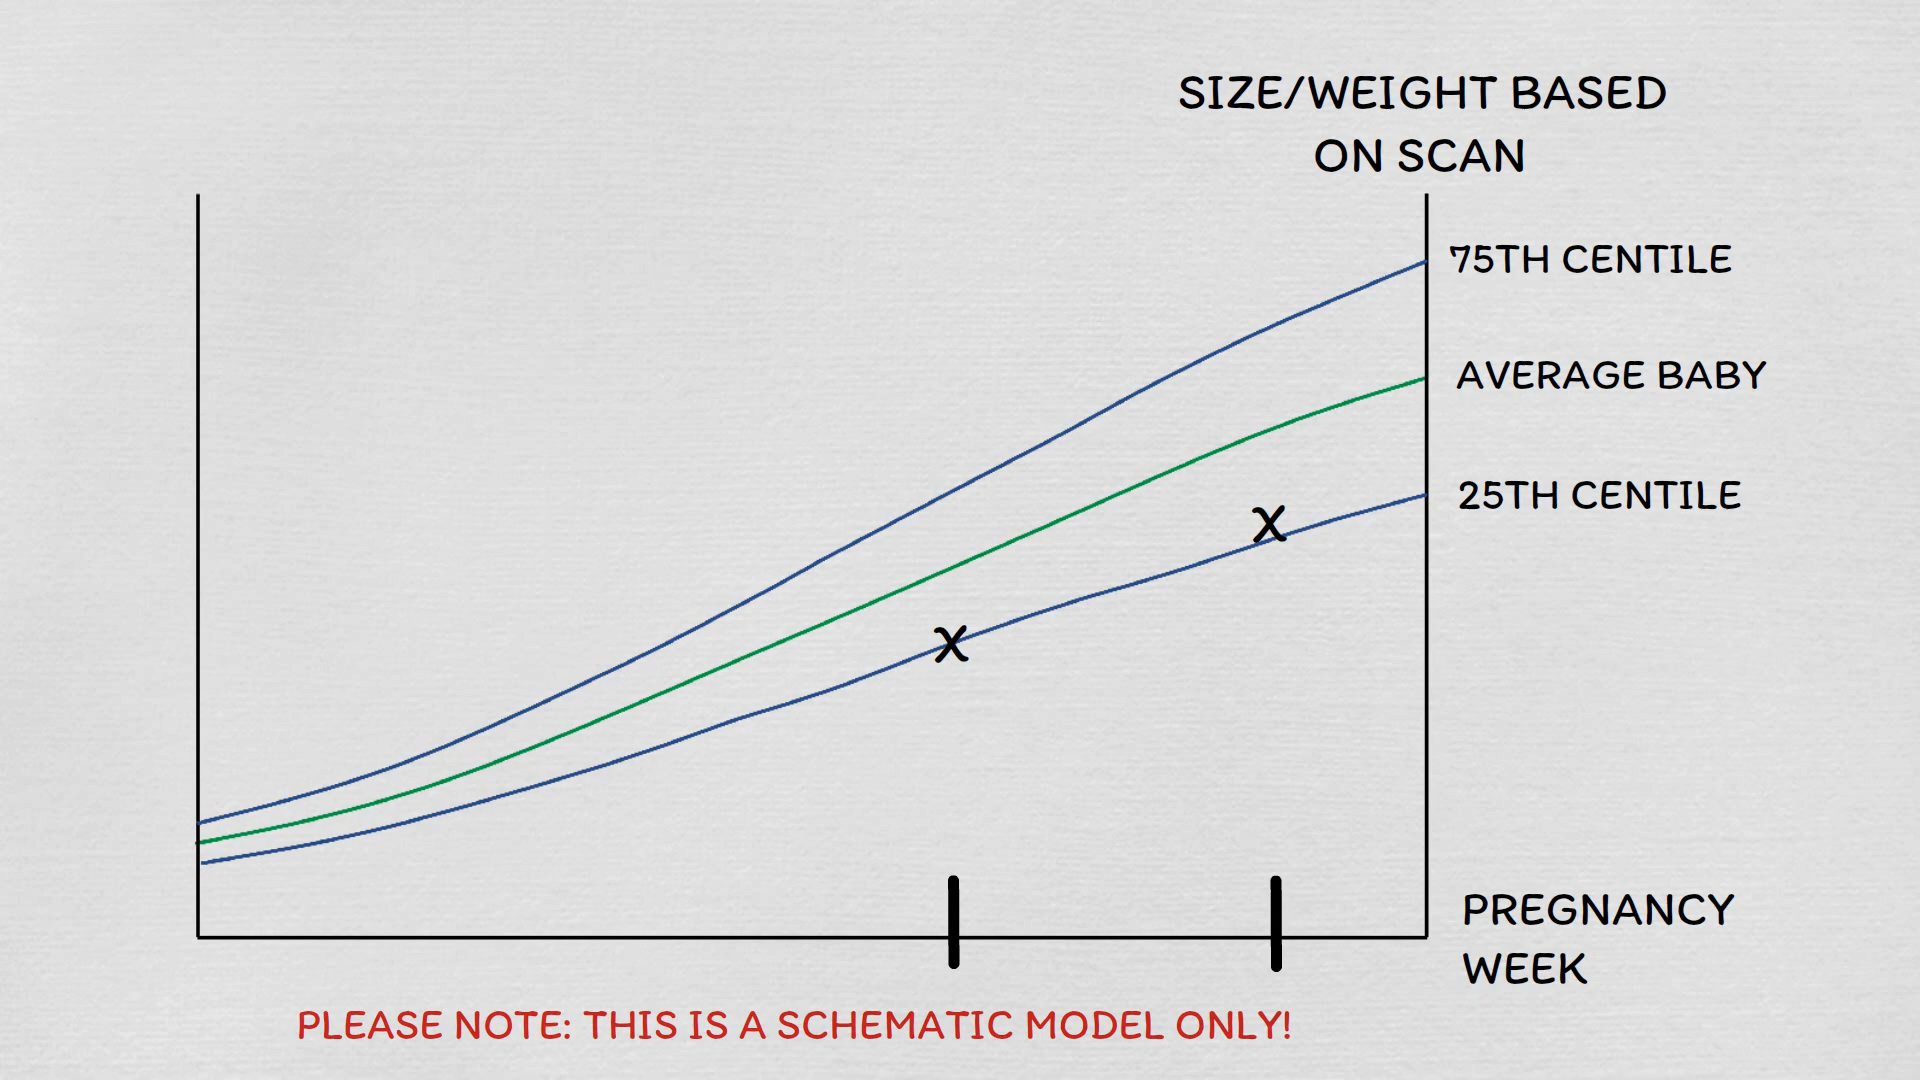 SIZE/WEIGHT BASED
ON SCAN
75TH CENTILE
AVERAGE BABY
25TH CENTILE
X
X
PREGNANCY
WEEK
PLEASE NOTE: THIS IS A SCHEMATIC MODEL ONLY!